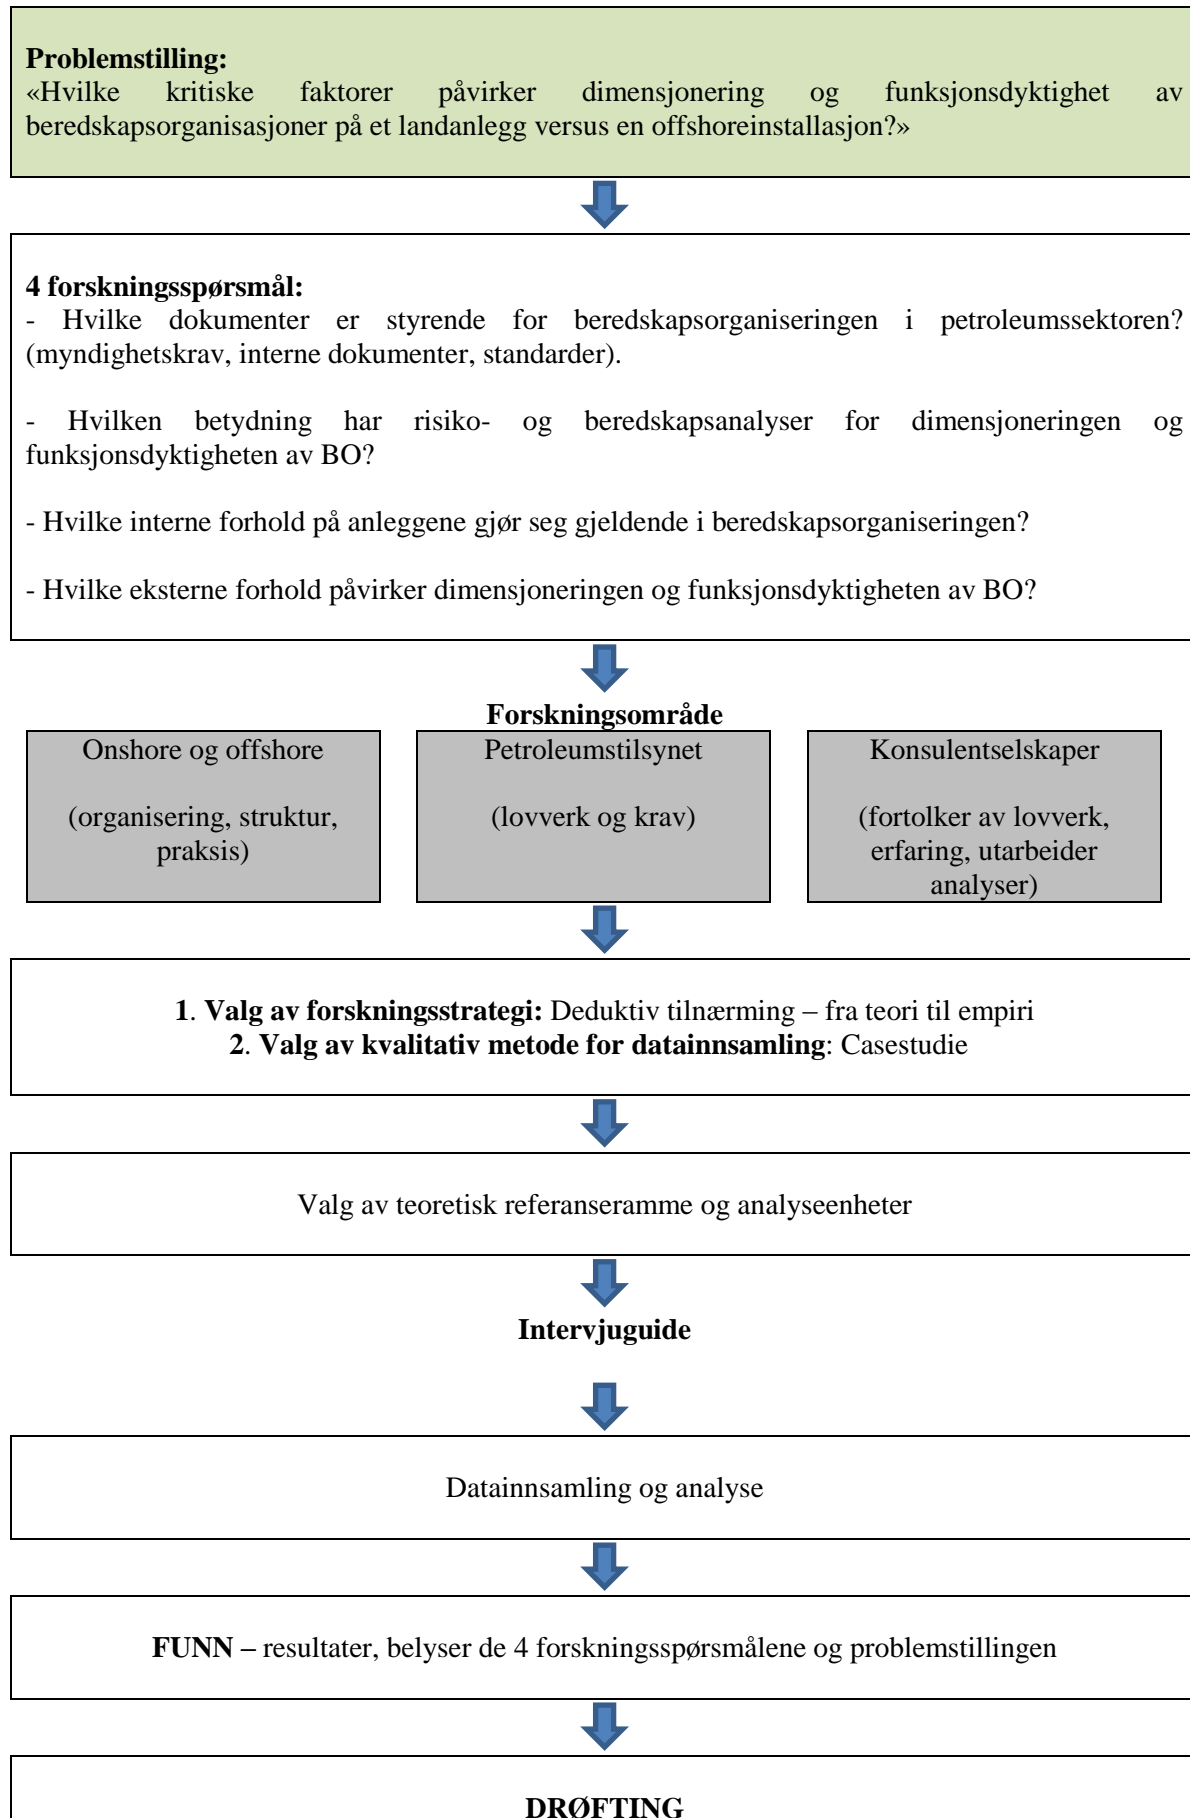 Problemstilling:
«Hvilke kritiske faktorer påvirker dimensjonering og funksjonsdyktighet av
beredskapsorganisasjoner på et landanlegg versus en offshoreinstallasjon?»
4 forskningsspørsmål:
- Hvilke dokumenter er styrende for beredskapsorganiseringen i petroleumssektoren?
(myndighetskrav, interne dokumenter, standarder).
- Hvilken betydning har risiko- og beredskapsanalyser for dimensjoneringen og
funksjonsdyktigheten av BO?
- Hvilke interne forhold på anleggene gjør seg gjeldende i beredskapsorganiseringen?
- Hvilke eksterne forhold påvirker dimensjoneringen og funksjonsdyktigheten av BO?
Forskningsområde
Onshore og offshore
(organisering, struktur,
praksis)
Petroleumstilsynet
(lovverk og krav)
Konsulentselskaper
(fortolker av lovverk,
erfaring, utarbeider
analyser)
1. Valg av forskningsstrategi: Deduktiv tilnærming – fra teori til empiri
2. Valg av kvalitativ metode for datainnsamling: Casestudie
Valg av teoretisk referanseramme og analyseenheter
Intervjuguide
Datainnsamling og analyse
FUNN – resultater, belyser de 4 forskningsspørsmålene og problemstillingen
DRØFTING